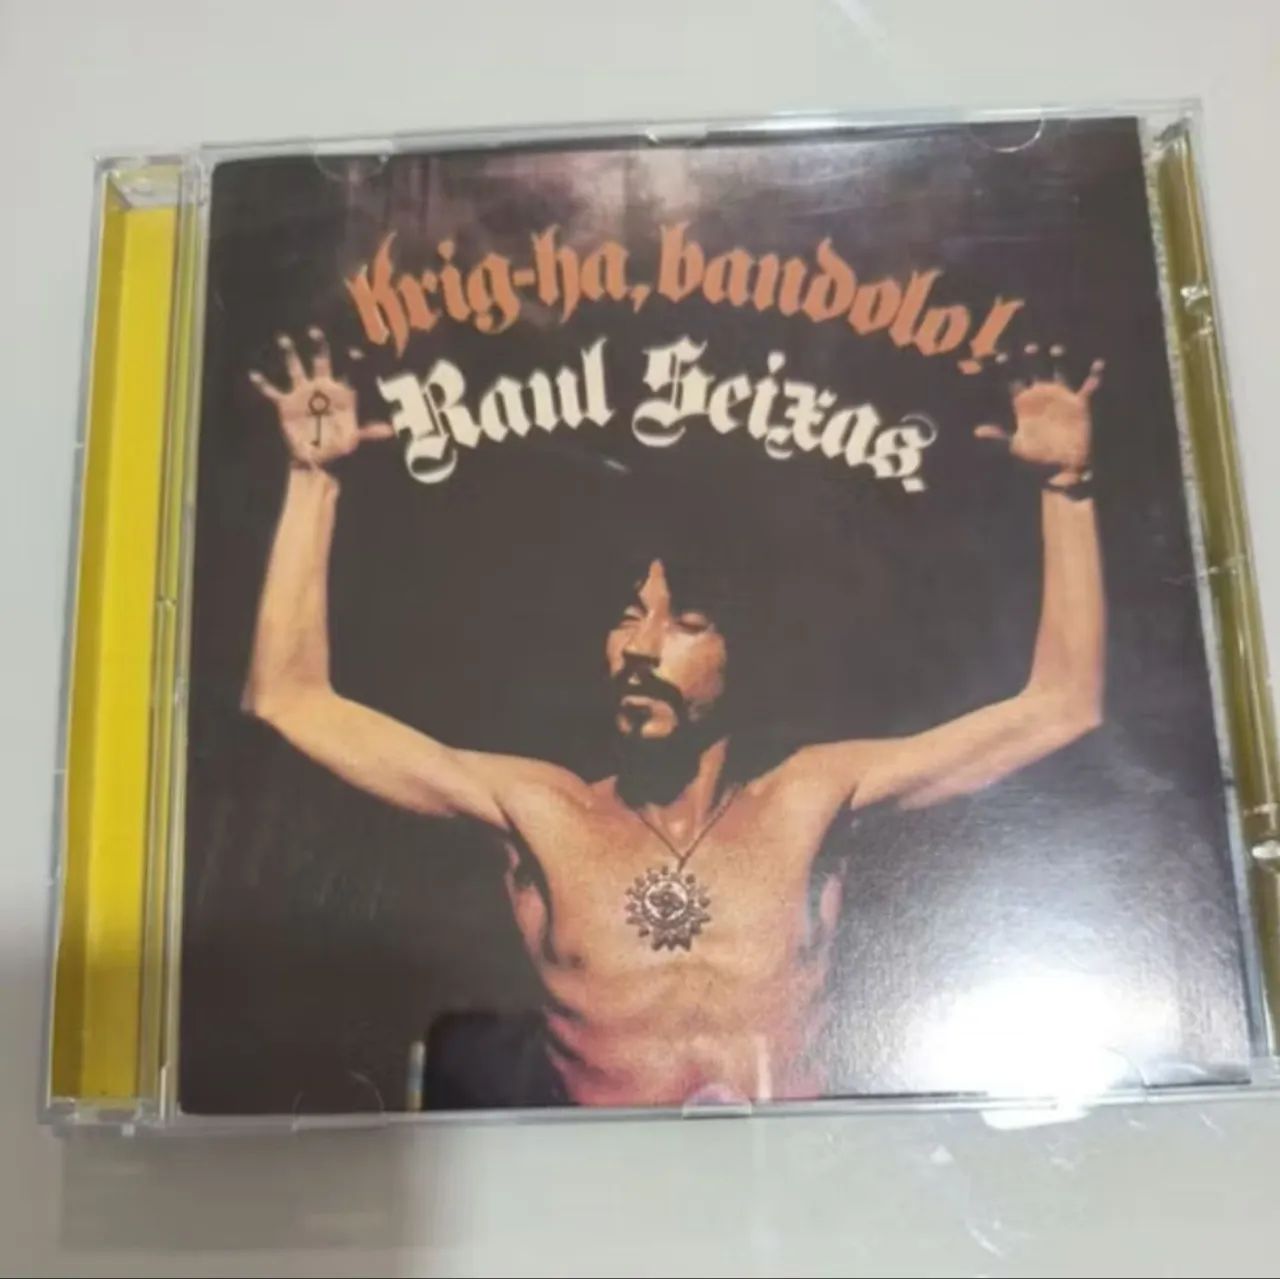 Krig-ha, bandolo!
Raul Seixas.